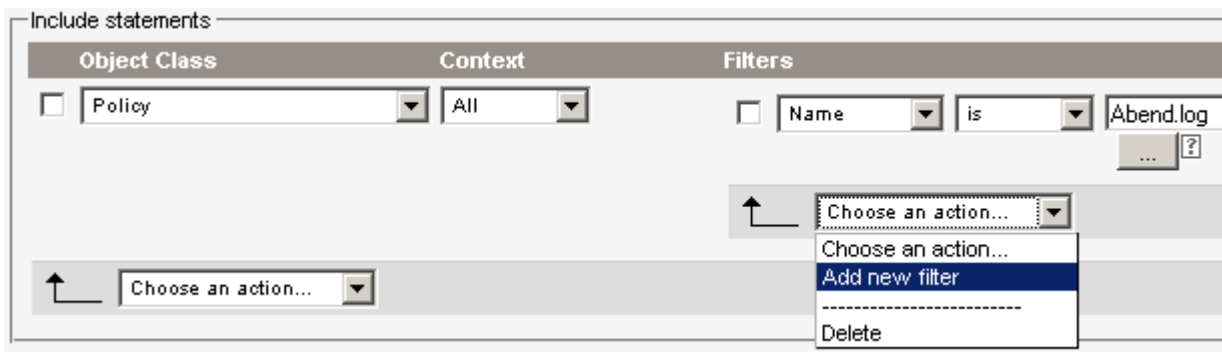 Include statements
Object Class Context Filters
Policy All Name is Abend.log
... ?
Choose an action...
Choose an action...
Add new filter
Choose an action...
------------------------
Delete